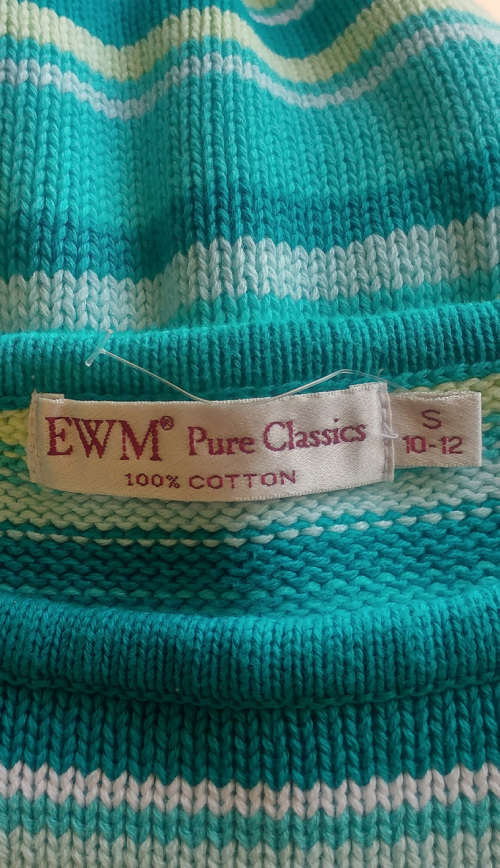 EWM® Pure Classics
100% COTTON
S
10-12